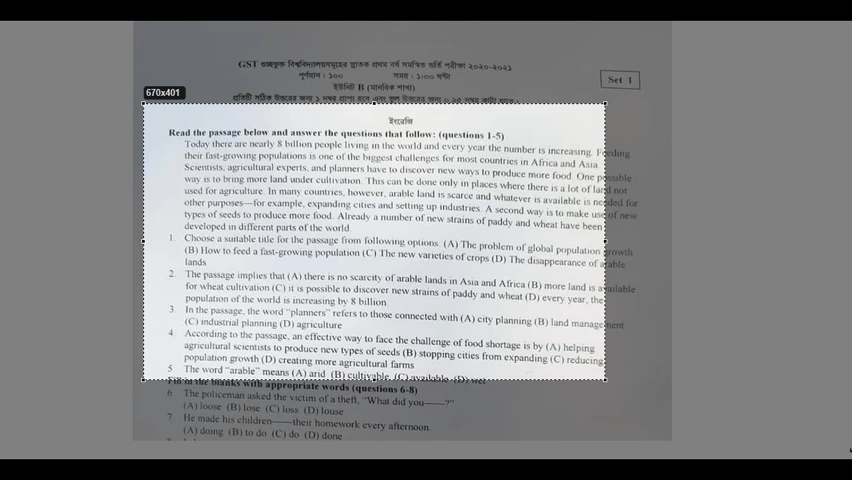 GST গুচ্ছভুক্ত বিশ্ববিদ্যালয়সমূহের স্নাতক প্রথম বর্ষ সমন্বিত ভর্তি পরীক্ষা ২০২০-২০২১
পূর্ণমান : ১০০ সময় : ১:০০ ঘণ্টা
Set 1
ইউনিট B (মানবিক শাখা)
670x401
প্রতিটি সঠিক উত্তরের জন্য ১ নম্বর প্রাপ্য হবে এবং ভুল উত্তরের জন্য ০.২৫ নম্বর কাটা যাবে
ইংরেজি
Read the passage below and answer the questions that follow: (questions 1-5)
Today there are nearly 8 billion people living in the world and every year the number is increasing. Feeding
their fast-growing populations is one of the biggest challenges for most countries in Africa and Asia.
Scientists, agricultural experts, and planners have to discover new ways to produce more food. One possible
way is to bring more land under cultivation. This can be done only in places where there is a lot of land not
used for agriculture. In many countries, however, arable land is scarce and whatever is available is needed for
other purposes—for example, expanding cities and setting up industries. A second way is to make use of new
types of seeds to produce more food. Already a number of new strains of paddy and wheat have been
developed in different parts of the world.
1. Choose a suitable title for the passage from following options. (A) The problem of global population growth
(B) How to feed a fast-growing population (C) The new varieties of crops (D) The disappearance of arable
lands
2. The passage implies that (A) there is no scarcity of arable lands in Asia and Africa (B) more land is available
for wheat cultivation (C) it is possible to discover new strains of paddy and wheat (D) every year, the
population of the world is increasing by 8 billion.
3. In the passage, the word "planners" refers to those connected with (A) city planning (B) land management
(C) industrial planning (D) agriculture
4. According to the passage, an effective way to face the challenge of food shortage is by (A) helping
agricultural scientists to produce new types of seeds (B) stopping cities from expanding (C) reducing
population growth (D) creating more agricultural farms
5 The word "arable" means (A) arid (B) cultivable (C) available (D) wet
Fill in the blanks with appropriate words (questions 6-8)
6 The policeman asked the victim of a theft, "What did you——?"
(A) loose (B) lose (C) loss (D) louse
7. He made his children——their homework every afternoon.
(A) doing (B) to do (C) do (D) done